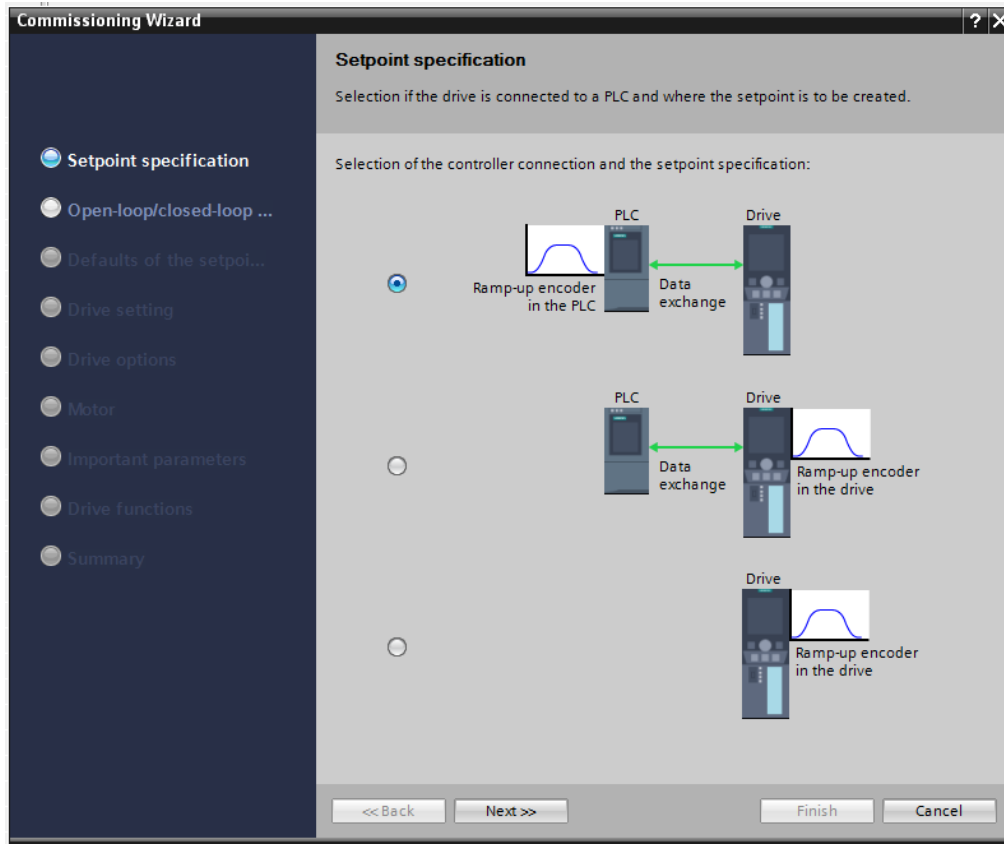 Commissioning Wizard
? X
Setpoint specification
Selection if the drive is connected to a PLC and where the setpoint is to be created.
Setpoint specification
Open-loop/closed-loop ...
Defaults of the setpoi...
Drive setting
Drive options
Motor
Important parameters
Drive functions
Summary
Selection of the controller connection and the setpoint specification:
PLC
Drive
Ramp-up encoder
in the PLC
Data
exchange
PLC
Drive
Data
exchange
Ramp-up encoder
in the drive
Drive
Ramp-up encoder
in the drive
<<Back
Next>>
Finish
Cancel